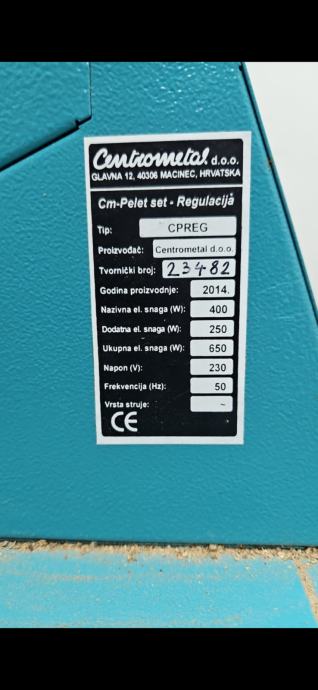 Centrometal d.o.o.
GLAVNA 12, 40306 MACINEC, HRVATSKA
Cm-Pelet set - Regulacija
Tip: CPREG
Proizvođač: Centrometal d.o.o.
Tvornički broj: 23482
Godina proizvodnje: 2014.
Nazivna el. snaga (W): 400
Dodatna el. snaga (W): 250
Ukupna el. snaga (W): 650
Napon (V): 230
Frekvencija (Hz): 50
Vrsta struje: ~
CE